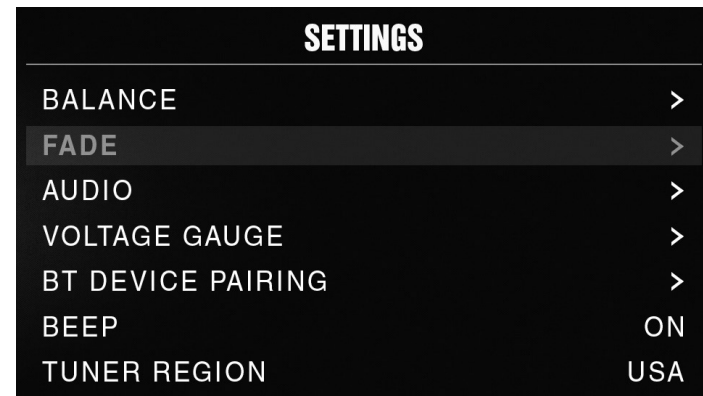 SETTINGS
BALANCE >
FADE >
AUDIO >
VOLTAGE GAUGE >
BT DEVICE PAIRING >
BEEP ON
TUNER REGION USA